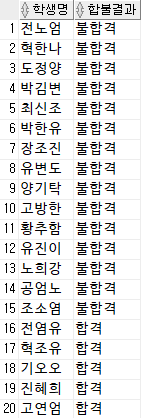 학생명 합불결과
1 전노엄 불합격
2 혁한나 불합격
3 도정양 불합격
4 박김변 불합격
5 최신조 불합격
6 박한유 불합격
7 장조진 불합격
8 유변도 불합격
9 양기탁 불합격
10 고방한 불합격
11 황추함 불합격
12 유진이 불합격
13 노희강 불합격
14 공엄노 불합격
15 조소염 불합격
16 전염유 합격
17 혁조유 합격
18 기오오 합격
19 진혜희 합격
20 고연엄 합격